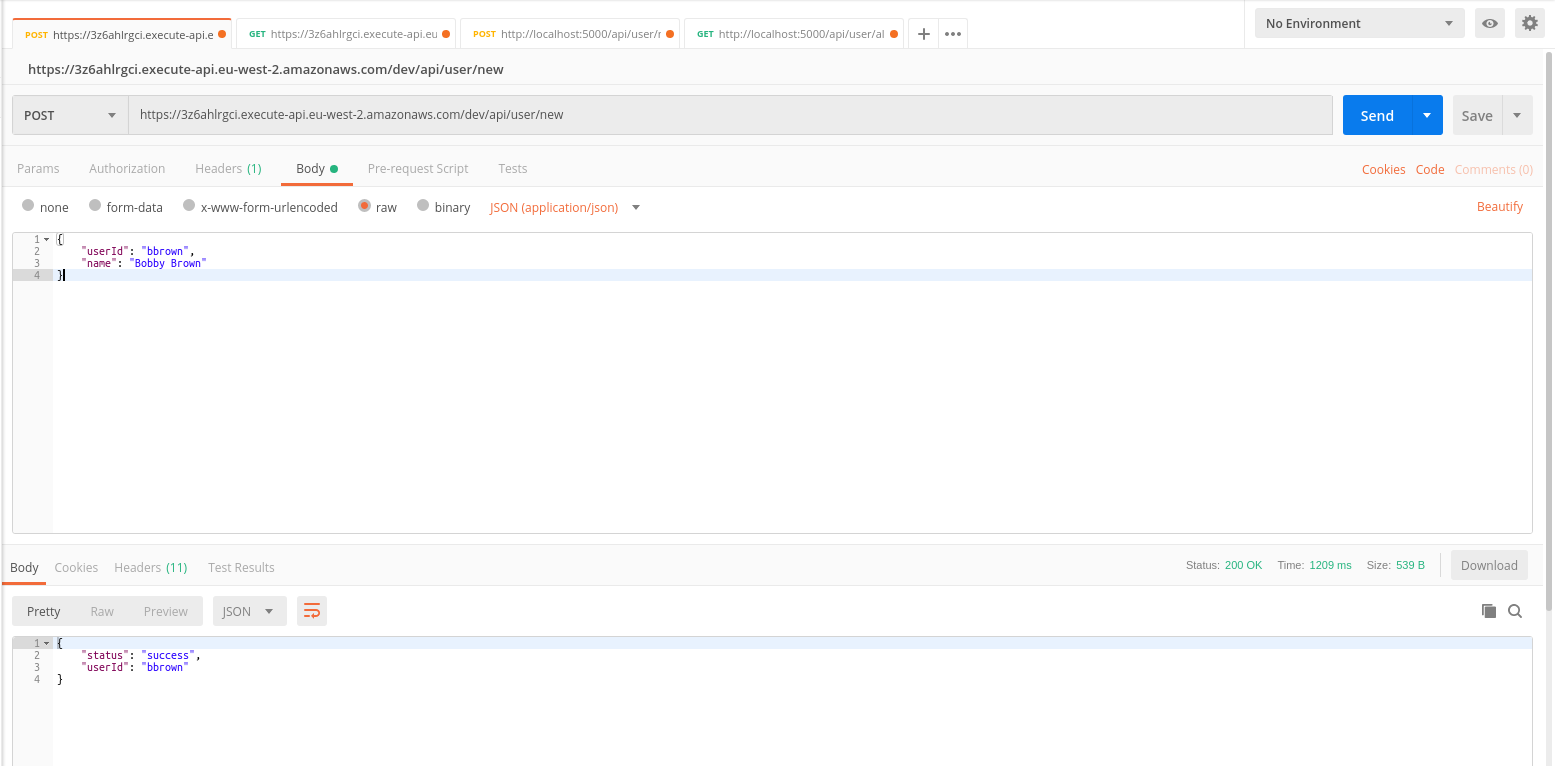 POST https://3z6ahlrgci.execute-api.e GET https://3z6ahlrgci.execute-api.eu POST http://localhost:5000/api/user/r GET http://localhost:5000/api/user/al + ••• No Environment
https://3z6ahlrgci.execute-api.eu-west-2.amazonaws.com/dev/api/user/new
POST https://3z6ahlrgci.execute-api.eu-west-2.amazonaws.com/dev/api/user/new Send Save
Params Authorization Headers (1) Body Pre-request Script Tests Cookies Code Comments (0)
none form-data x-www-form-urlencoded raw binary JSON (application/json) Beautify
1 {
2 "userId": "bbrown",
3 "name": "Bobby Brown"
4 }
Body Cookies Headers (11) Test Results Status: 200 OK Time: 1209 ms Size: 539 B Download
Pretty Raw Preview JSON
1 {
2 "status": "success",
3 "userId": "bbrown"
4 }